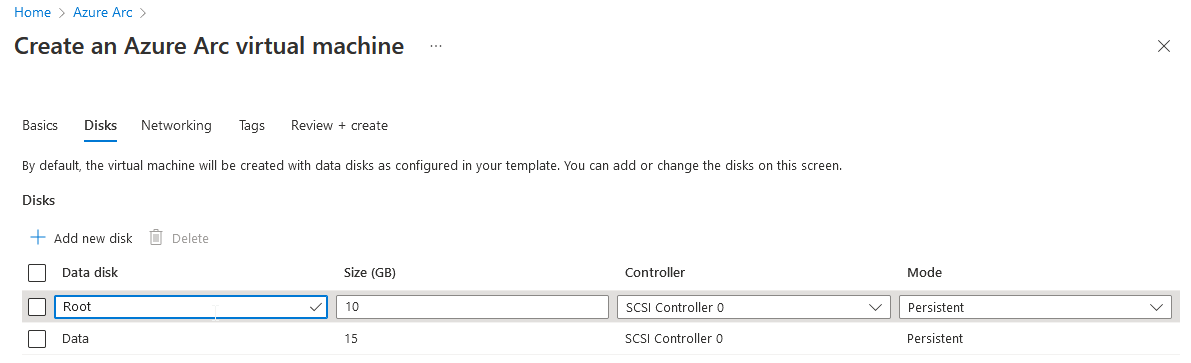 Home > Azure Arc >
Create an Azure Arc virtual machine ...
Basics Disks Networking Tags Review + create
By default, the virtual machine will be created with data disks as configured in your template. You can add or change the disks on this screen.
Disks
Add new disk Delete
Data disk Size (GB) Controller Mode
Root 10 SCSI Controller 0 Persistent
Data 15 SCSI Controller 0 Persistent